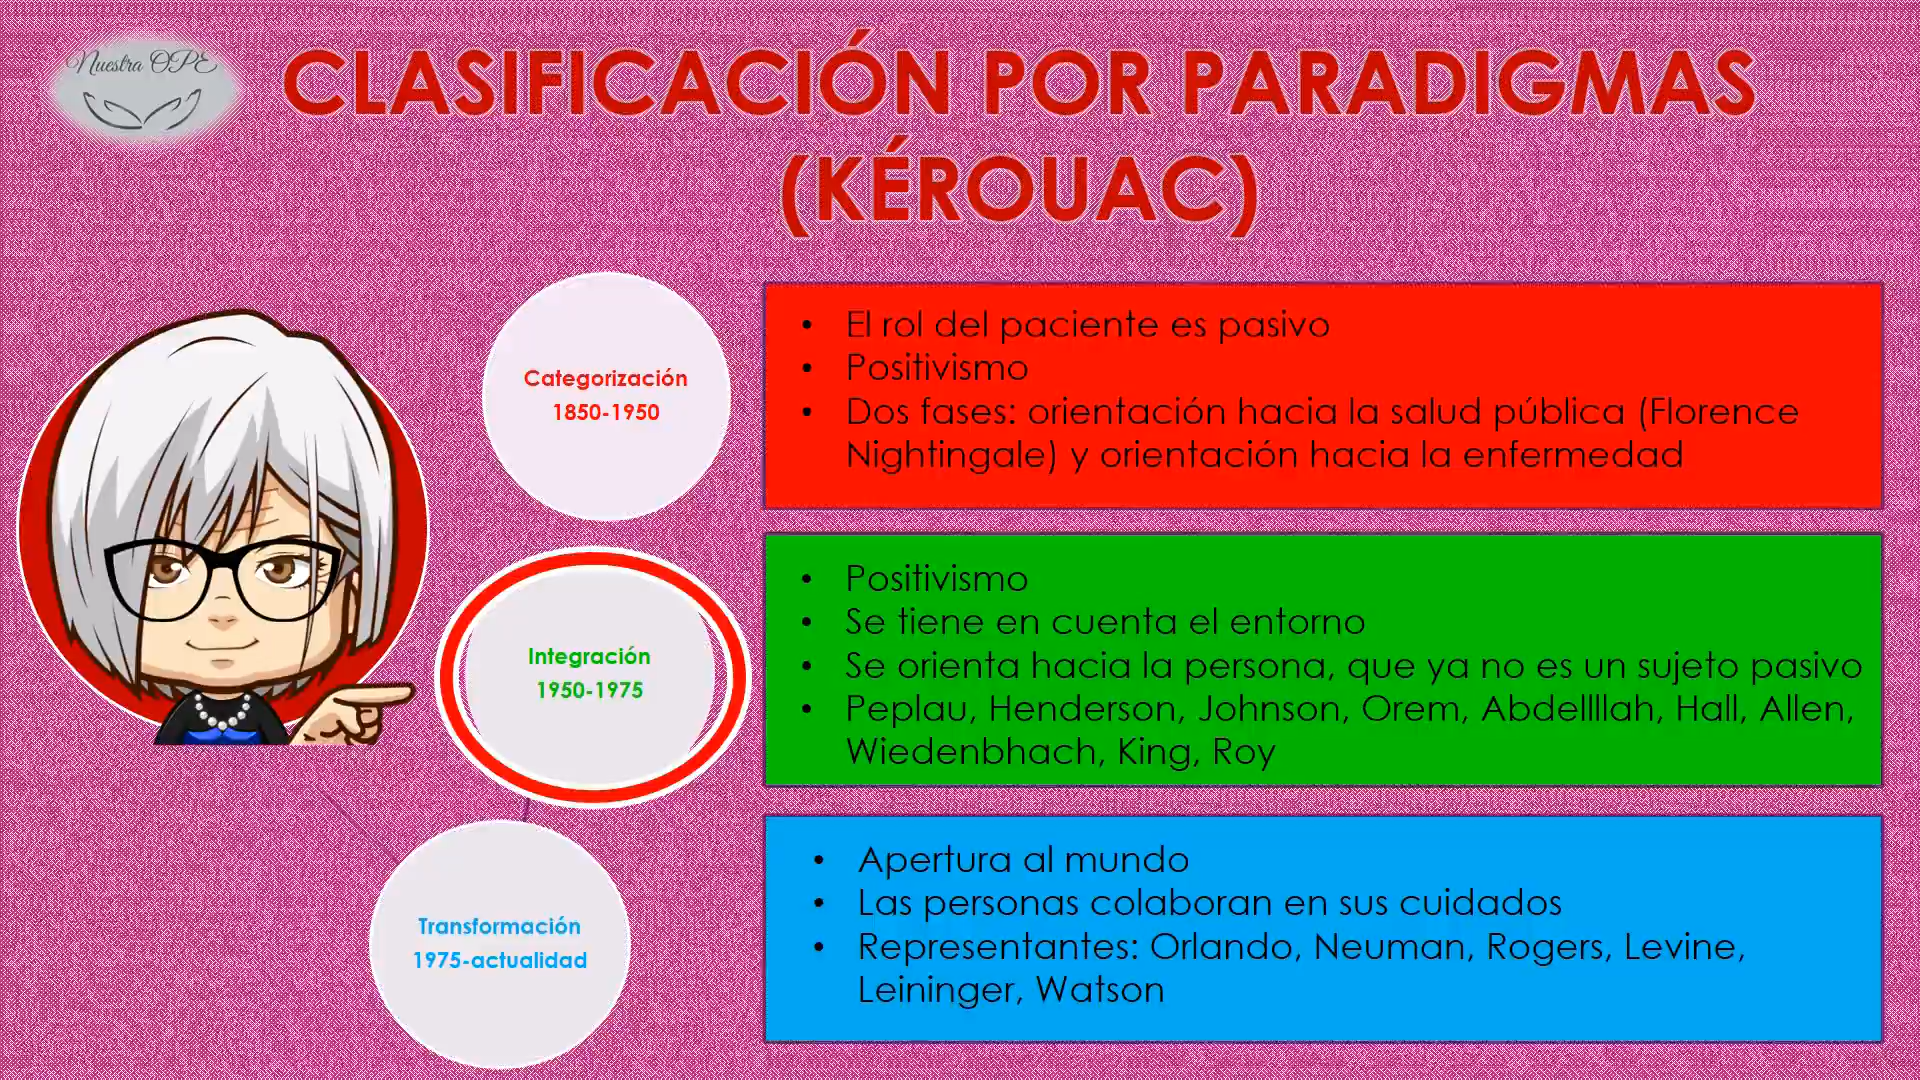 Nuestra OPE
CLASIFICACIÓN POR PARADIGMAS
(KÉROUAC)
Categorización
1850-1950
• El rol del paciente es pasivo
• Positivismo
• Dos fases: orientación hacia la salud pública (Florence
Nightingale) y orientación hacia la enfermedad
Integración
1950-1975
• Positivismo
• Se tiene en cuenta el entorno
• Se orienta hacia la persona, que ya no es un sujeto pasivo
• Peplau, Henderson, Johnson, Orem, Abdellllah, Hall, Allen,
Wiedenbhach, King, Roy
Transformación
1975-actualidad
• Apertura al mundo
• Las personas colaboran en sus cuidados
• Representantes: Orlando, Neuman, Rogers, Levine,
Leininger, Watson